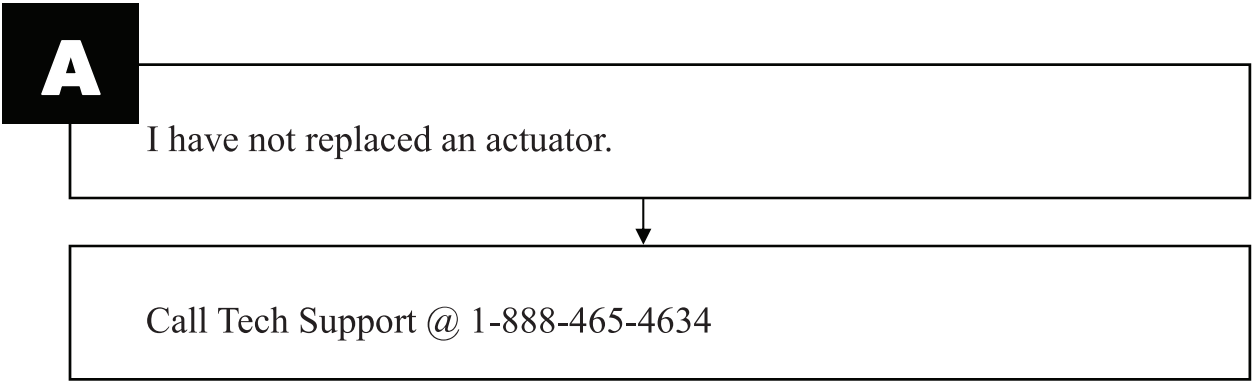 A
I have not replaced an actuator.
Call Tech Support @ 1-888-465-4634